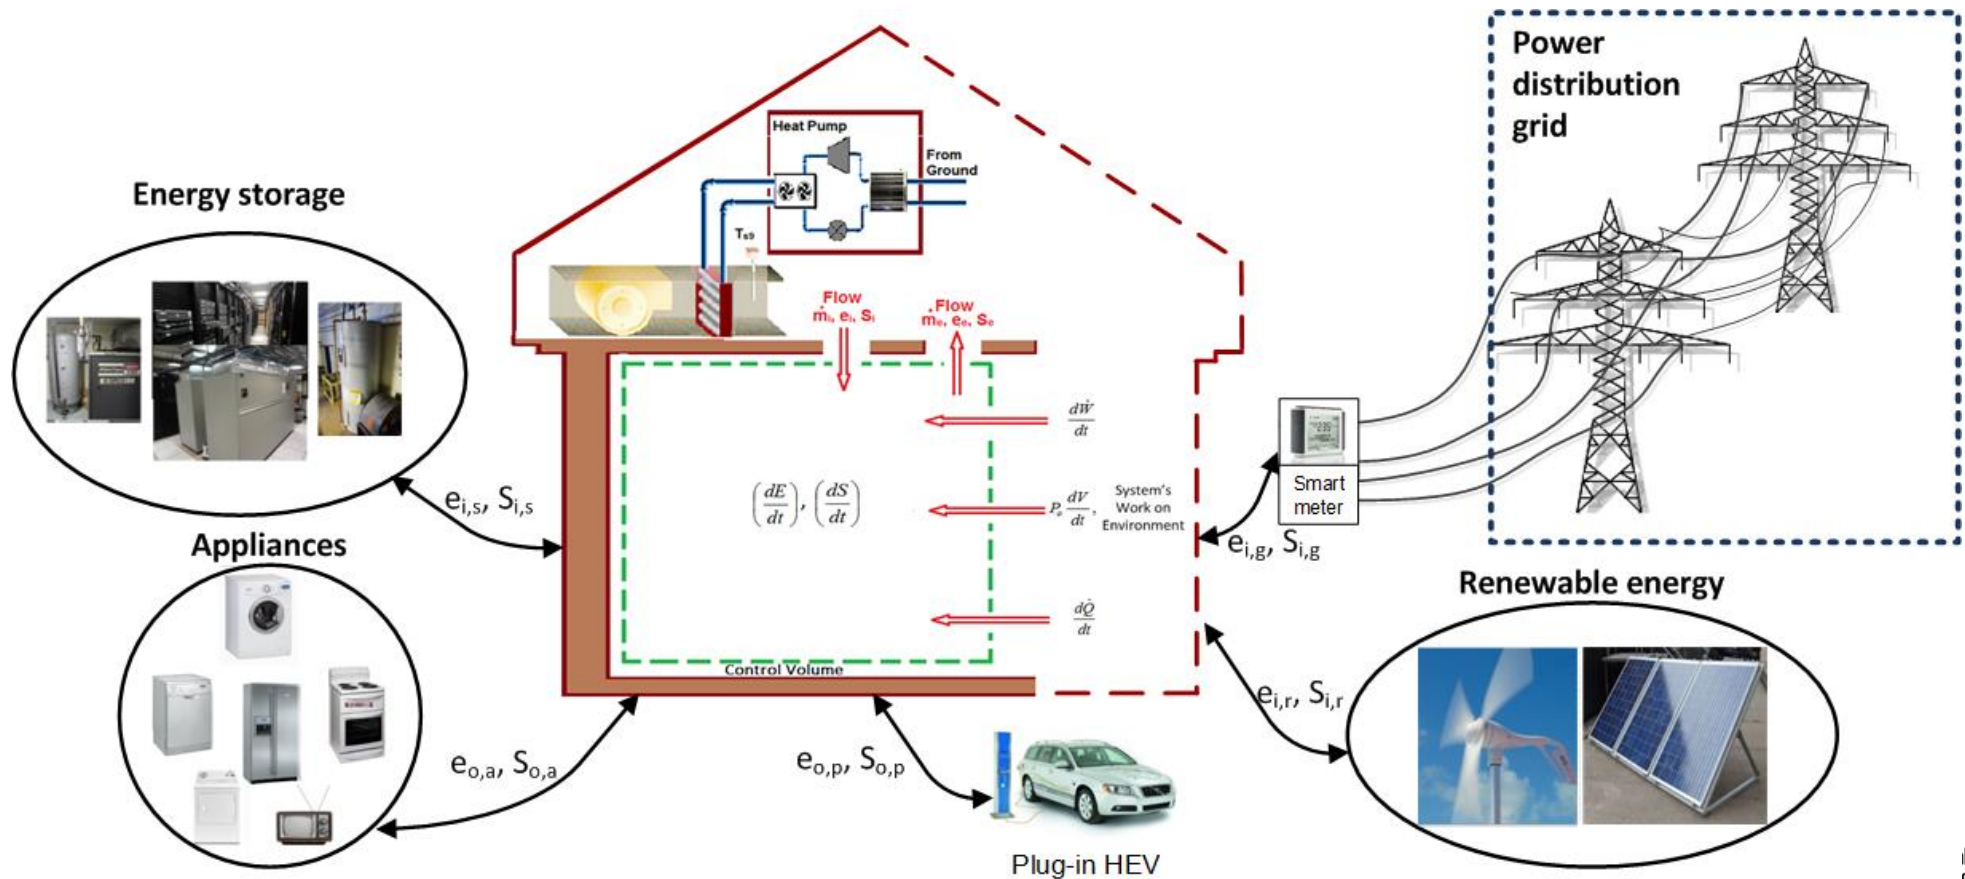 Power
distribution
grid
Heat Pump
From
Ground
Energy storage
Ts9
Flow
ṁi, ei, Si
Flow
ṁe, ee, Se
dẆ
dt
(dE/dt), (dS/dt)
Po dV/dt,
System's
Work on
Environment
Smart
meter
ei,s, Si,s
ei,g, Si,g
Appliances
Renewable energy
dQ̇
dt
Control Volume
ei,r, Si,r
eo,a, So,a
eo,p, So,p
Plug-in HEV